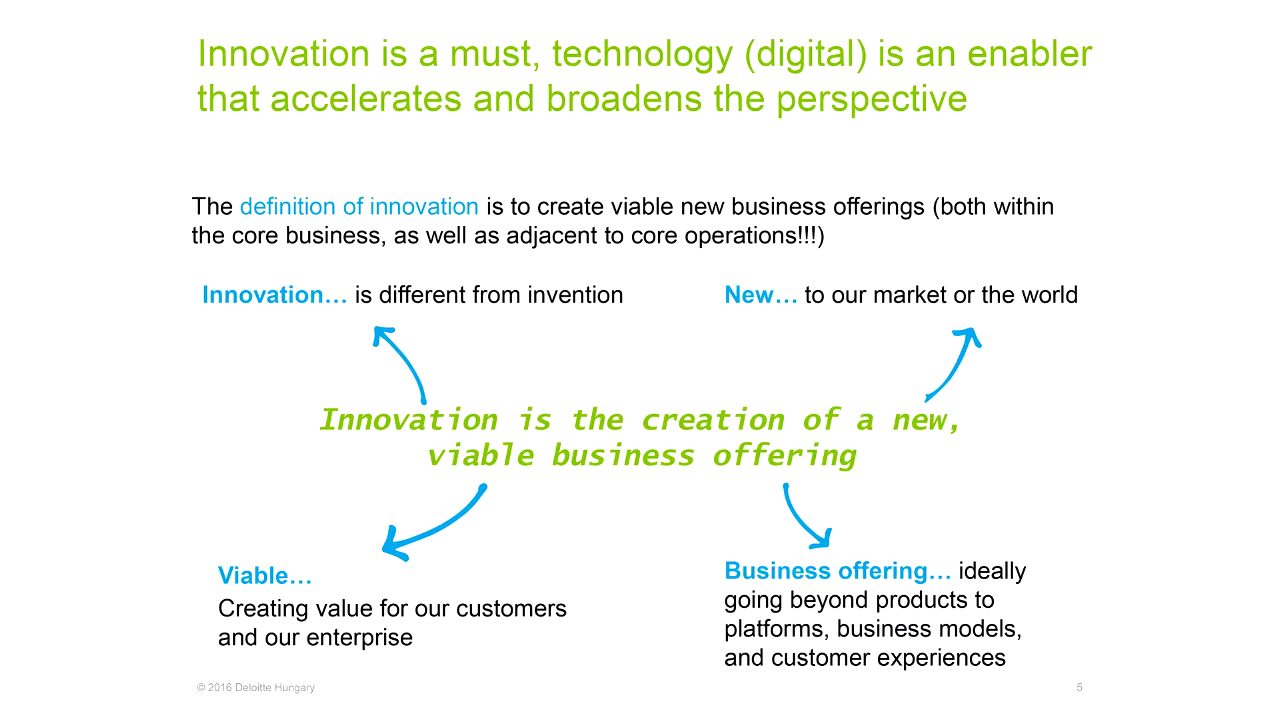 Innovation is a must, technology (digital) is an enabler
that accelerates and broadens the perspective
The definition of innovation is to create viable new business offerings (both within
the core business, as well as adjacent to core operations!!!)
Innovation… is different from invention
New… to our market or the world
Innovation is the creation of a new,
viable business offering
Viable…
Creating value for our customers
and our enterprise
Business offering… ideally
going beyond products to
platforms, business models,
and customer experiences
© 2016 Deloitte Hungary
5